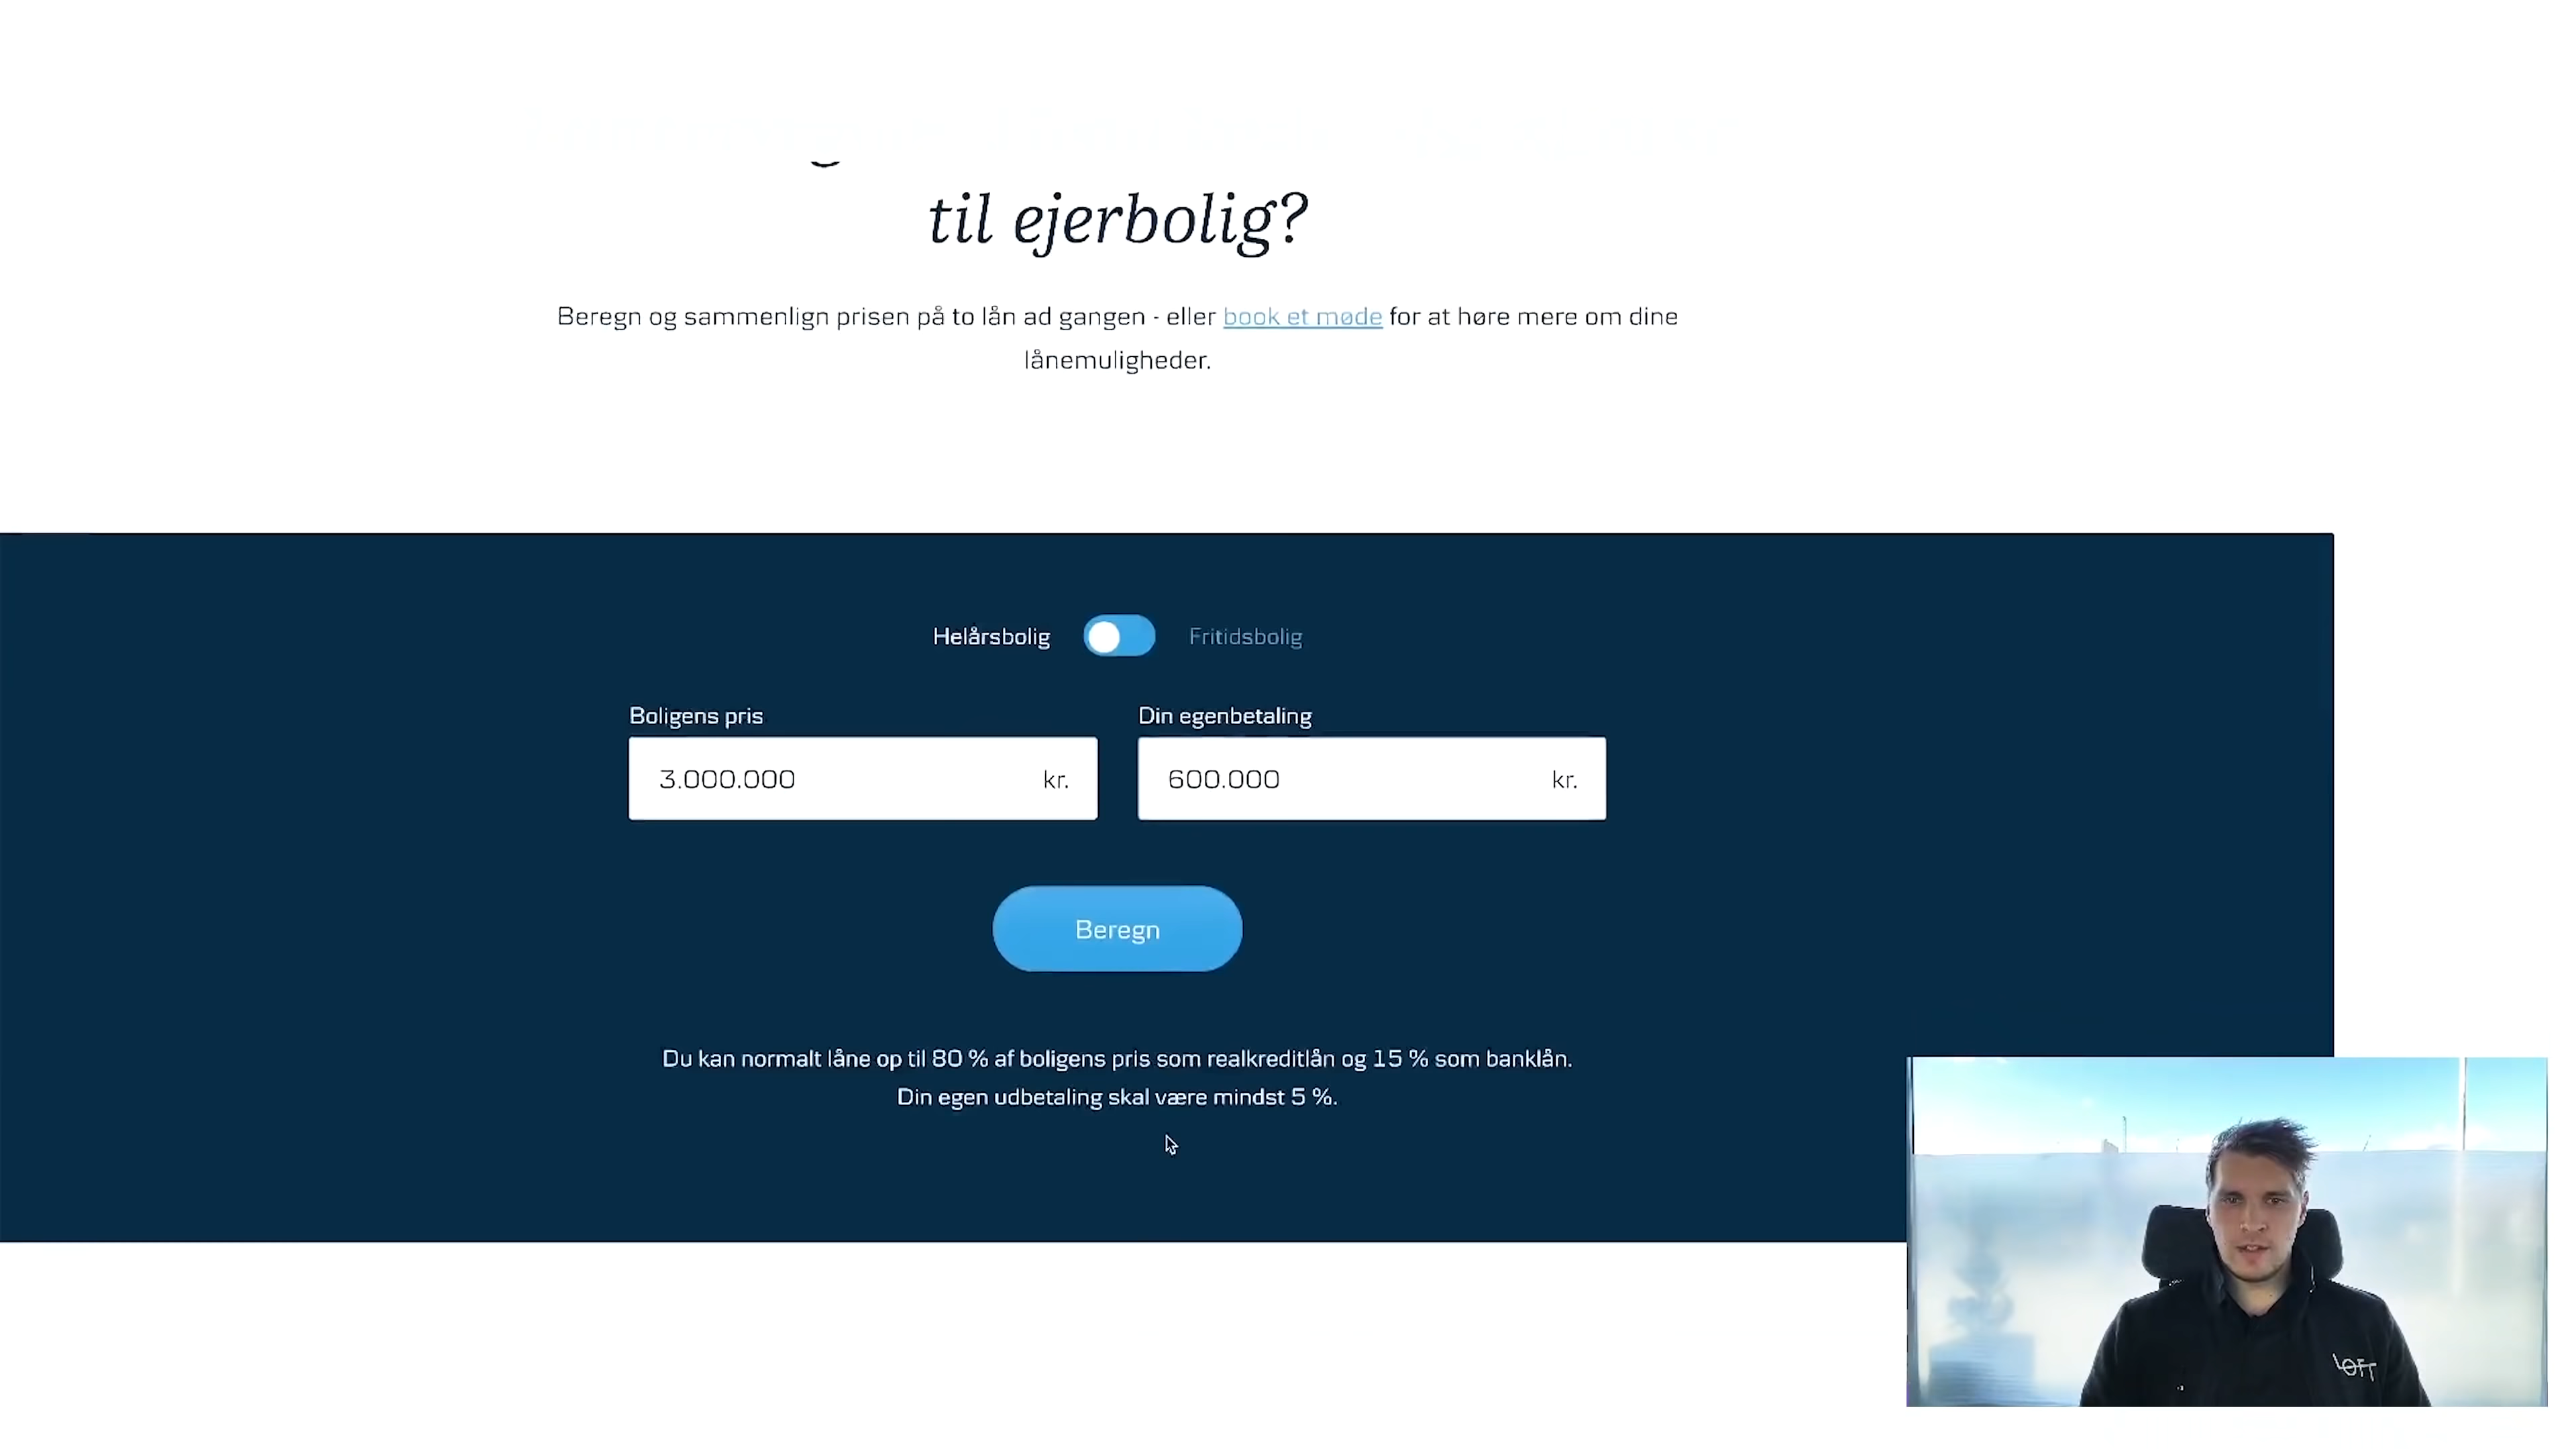 til ejerbolig?
Beregn og sammenlign prisen på to lån ad gangen - eller book et møde for at høre mere om dine
lånemuligheder.
Helårsbolig
Fritidsbolig
Boligens pris
Din egenbetaling
3.000.000 kr.
600.000 kr.
Beregn
Du kan normalt låne op til 80 % af boligens pris som realkreditlån og 15 % som banklån.
Din egen udbetaling skal være mindst 5 %.
LOFT